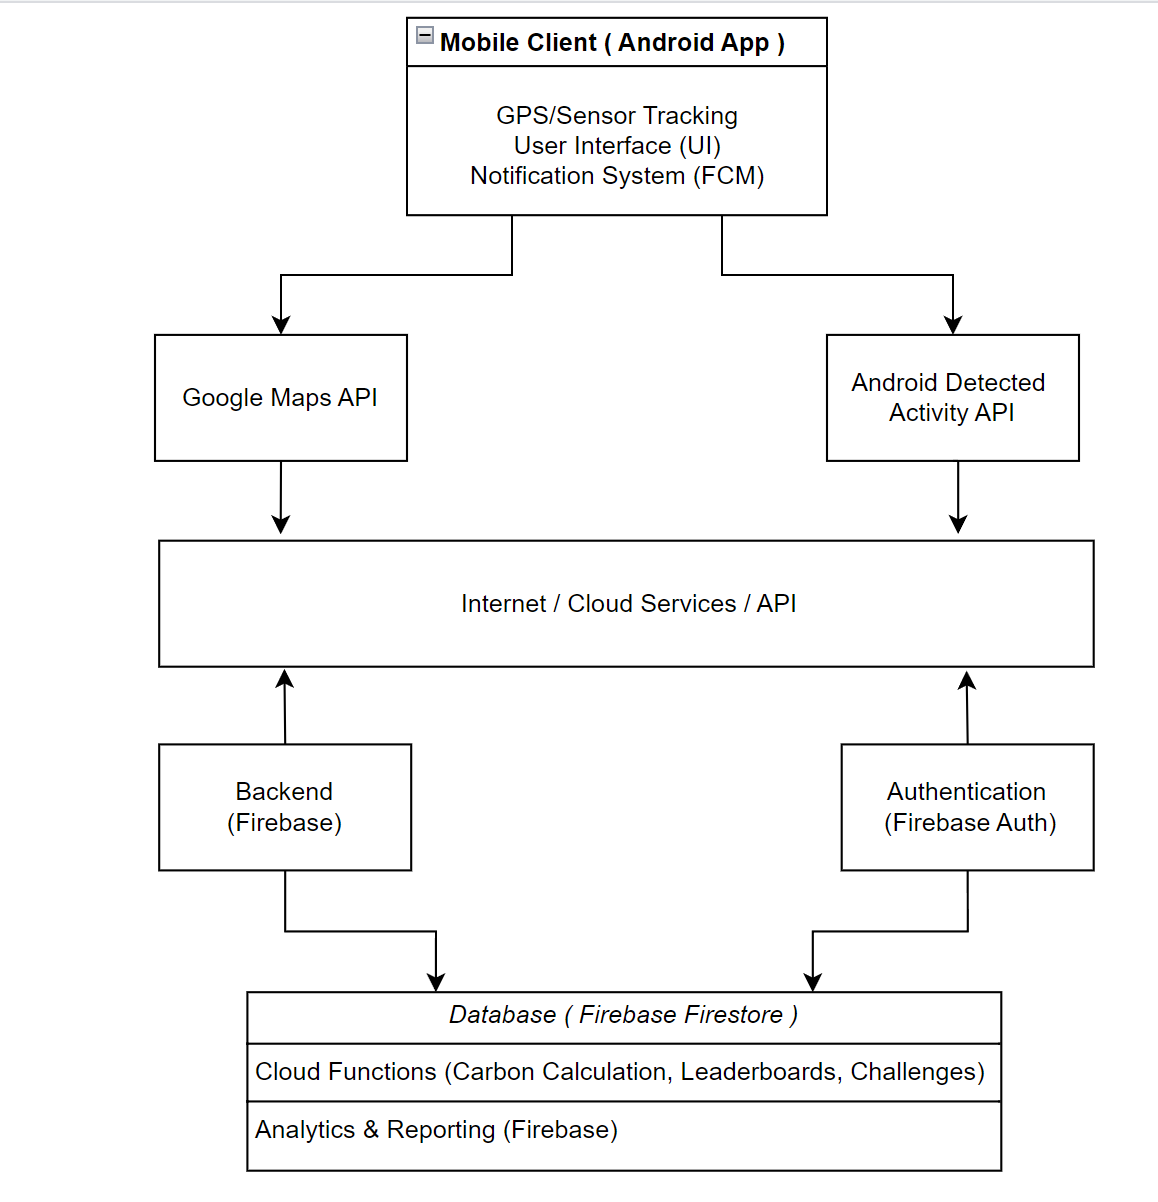 Mobile Client ( Android App )
GPS/Sensor Tracking
User Interface (UI)
Notification System (FCM)
Google Maps API
Android Detected
Activity API
Internet / Cloud Services / API
Backend
(Firebase)
Authentication
(Firebase Auth)
Database ( Firebase Firestore )
Cloud Functions (Carbon Calculation, Leaderboards, Challenges)
Analytics & Reporting (Firebase)